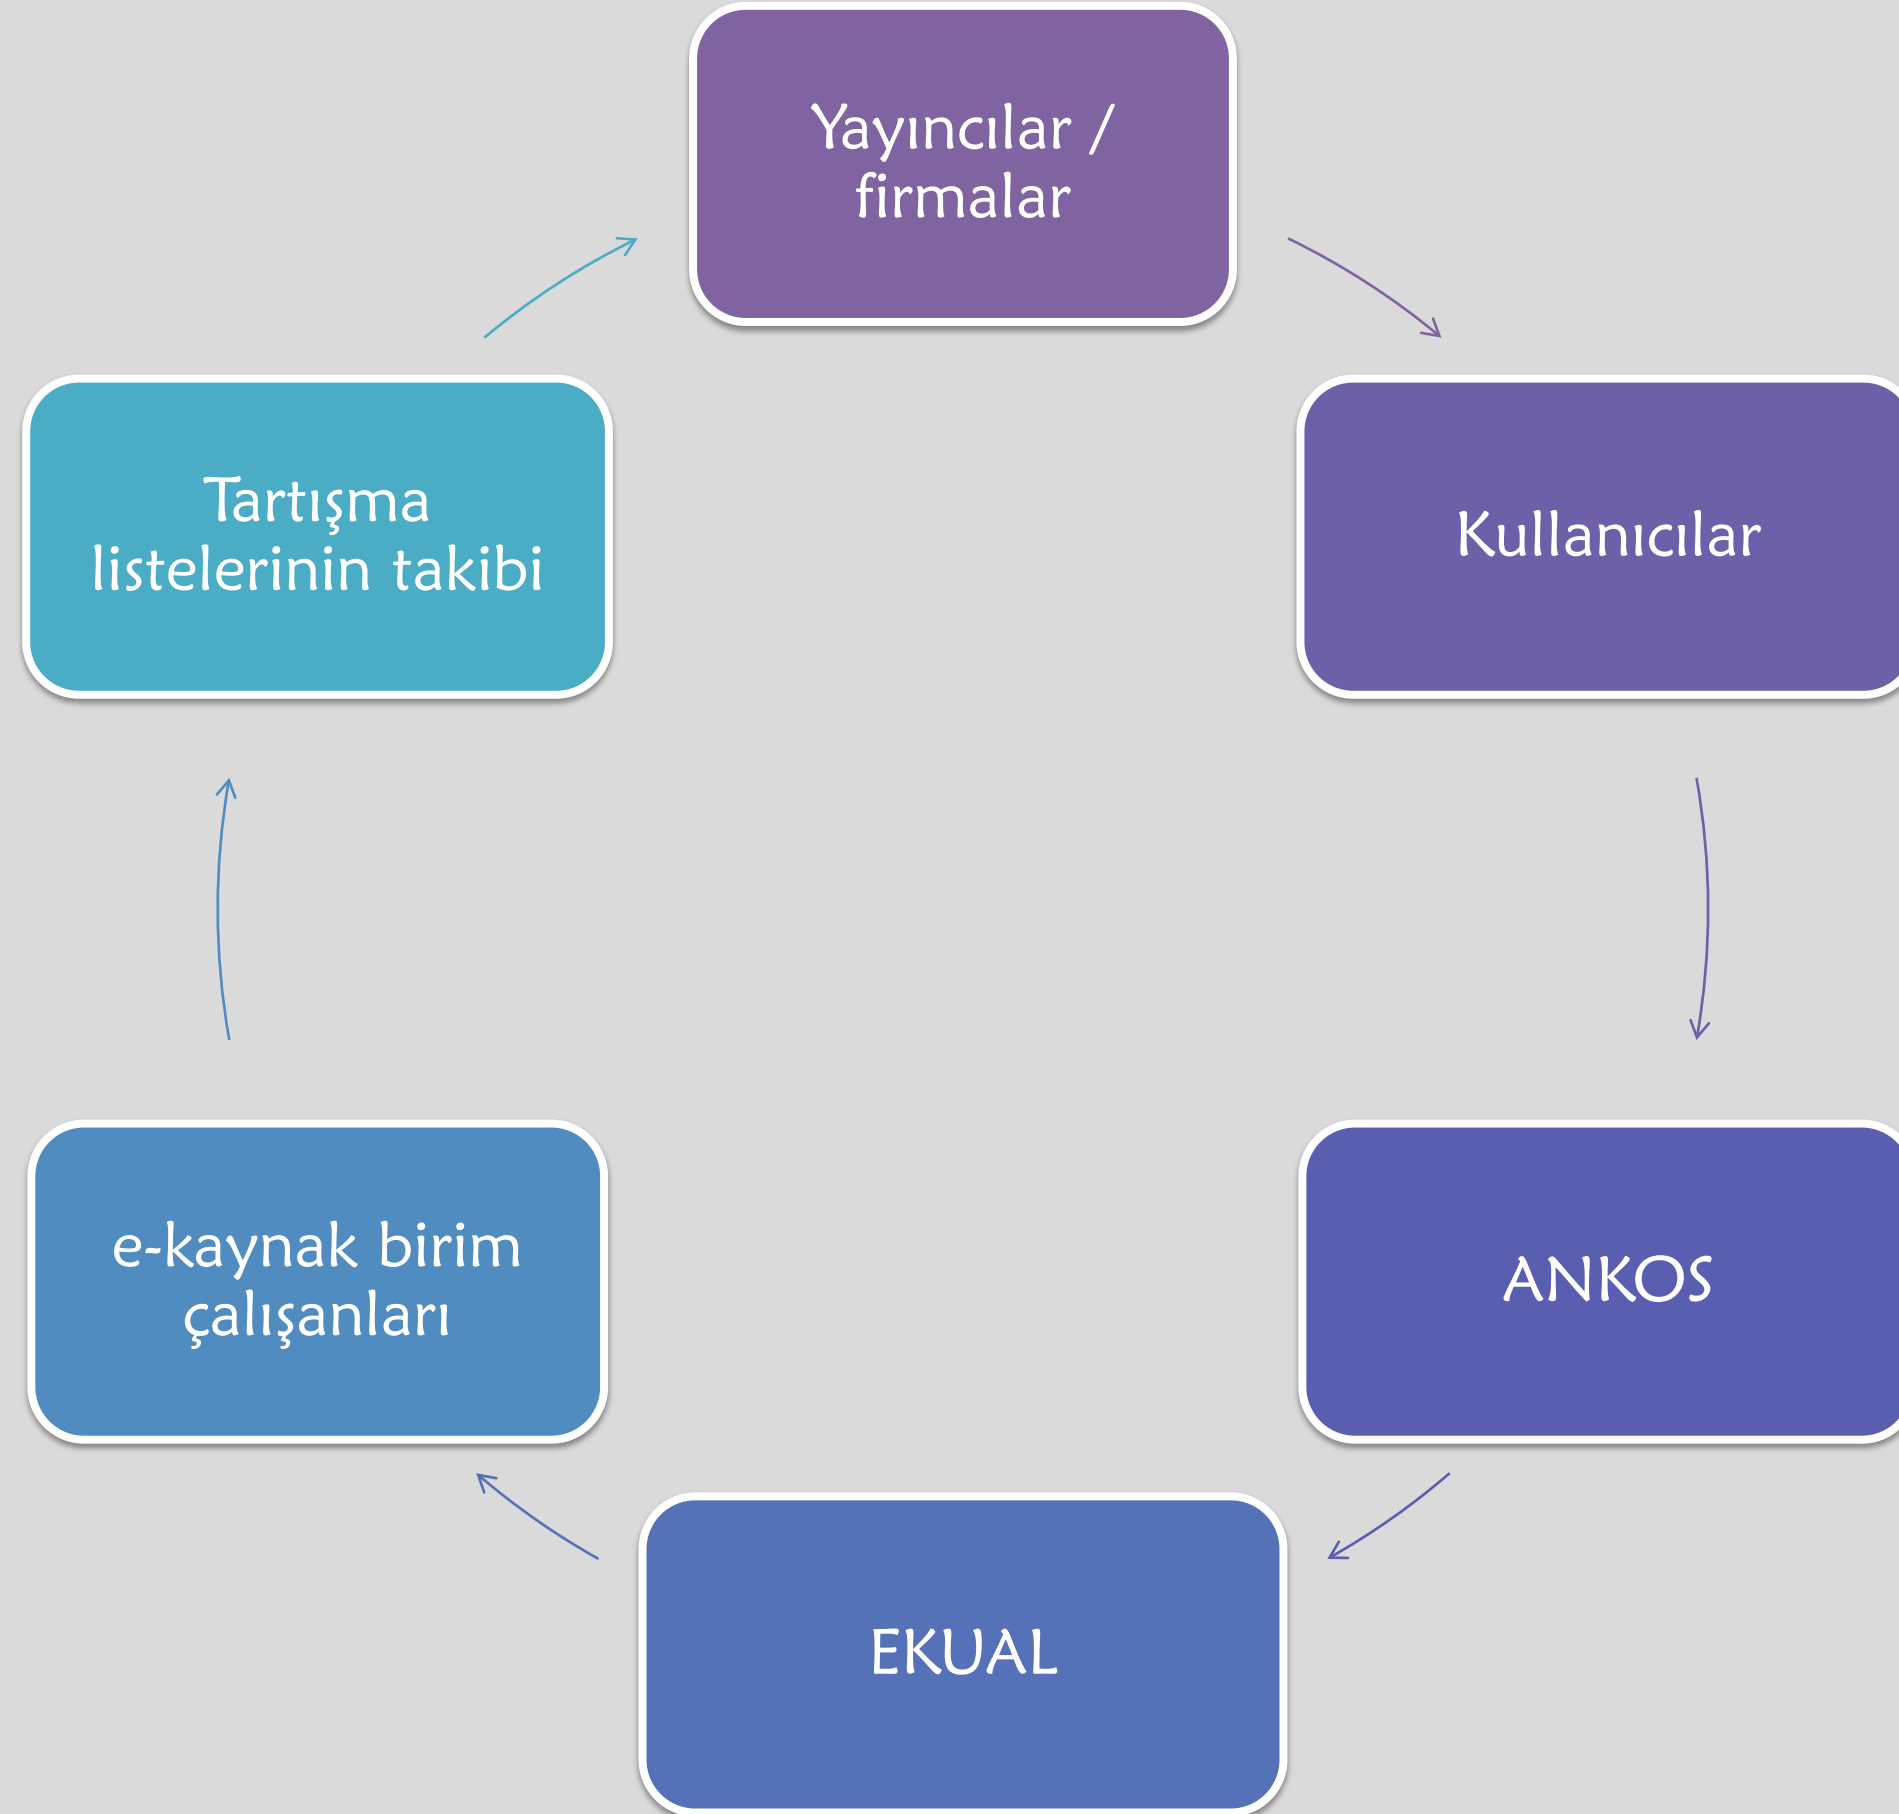 Yayıncılar /
firmalar
Kullanıcılar
ANKOS
EKUAL
e-kaynak birim
çalışanları
Tartışma
listelerinin takibi